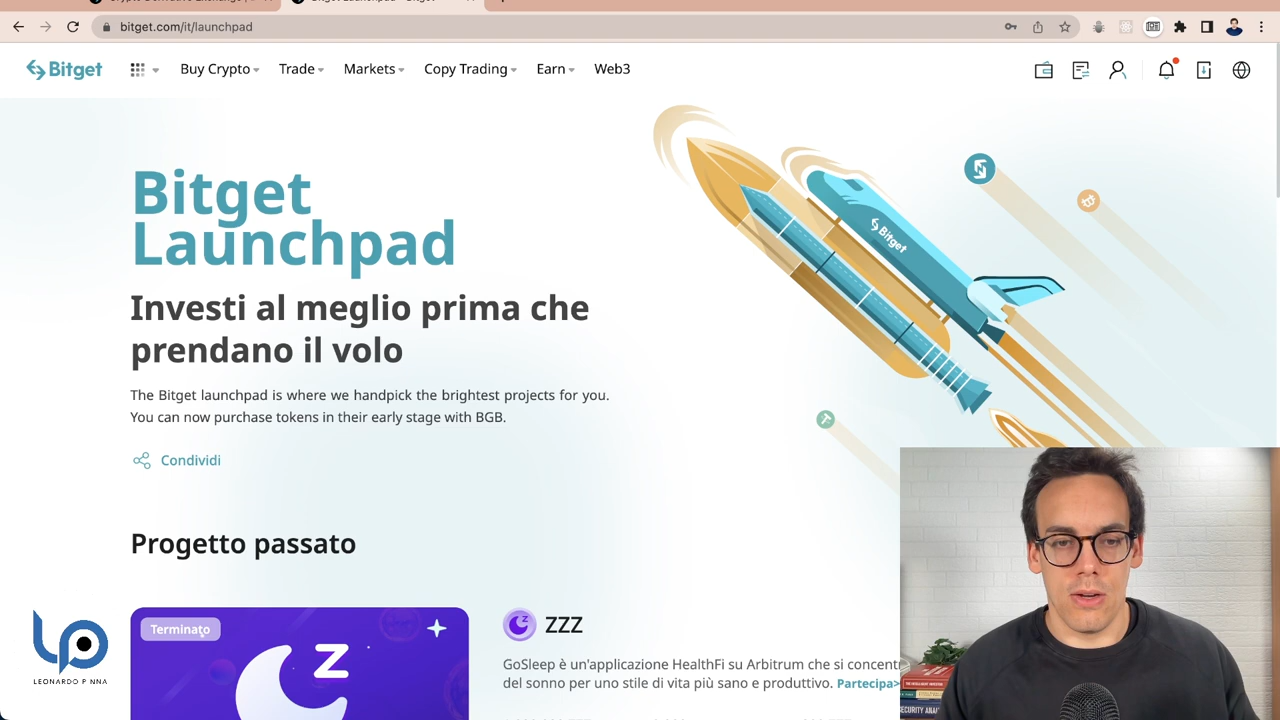 bitget.com/it/launchpad
Bitget
Buy Crypto
Trade
Markets
Copy Trading
Earn
Web3
Bitget
Launchpad
Investi al meglio prima che
prendano il volo
The Bitget launchpad is where we handpick the brightest projects for you.
You can now purchase tokens in their early stage with BGB.
Condividi
Bitget
Progetto passato
Terminato
Z
z
ZZZ
GoSleep è un'applicazione HealthFi su Arbitrum che si
del sonno per uno stile di vita più sano e produttivo. Partecipa>
LEONARDO PINNA
SECURITY